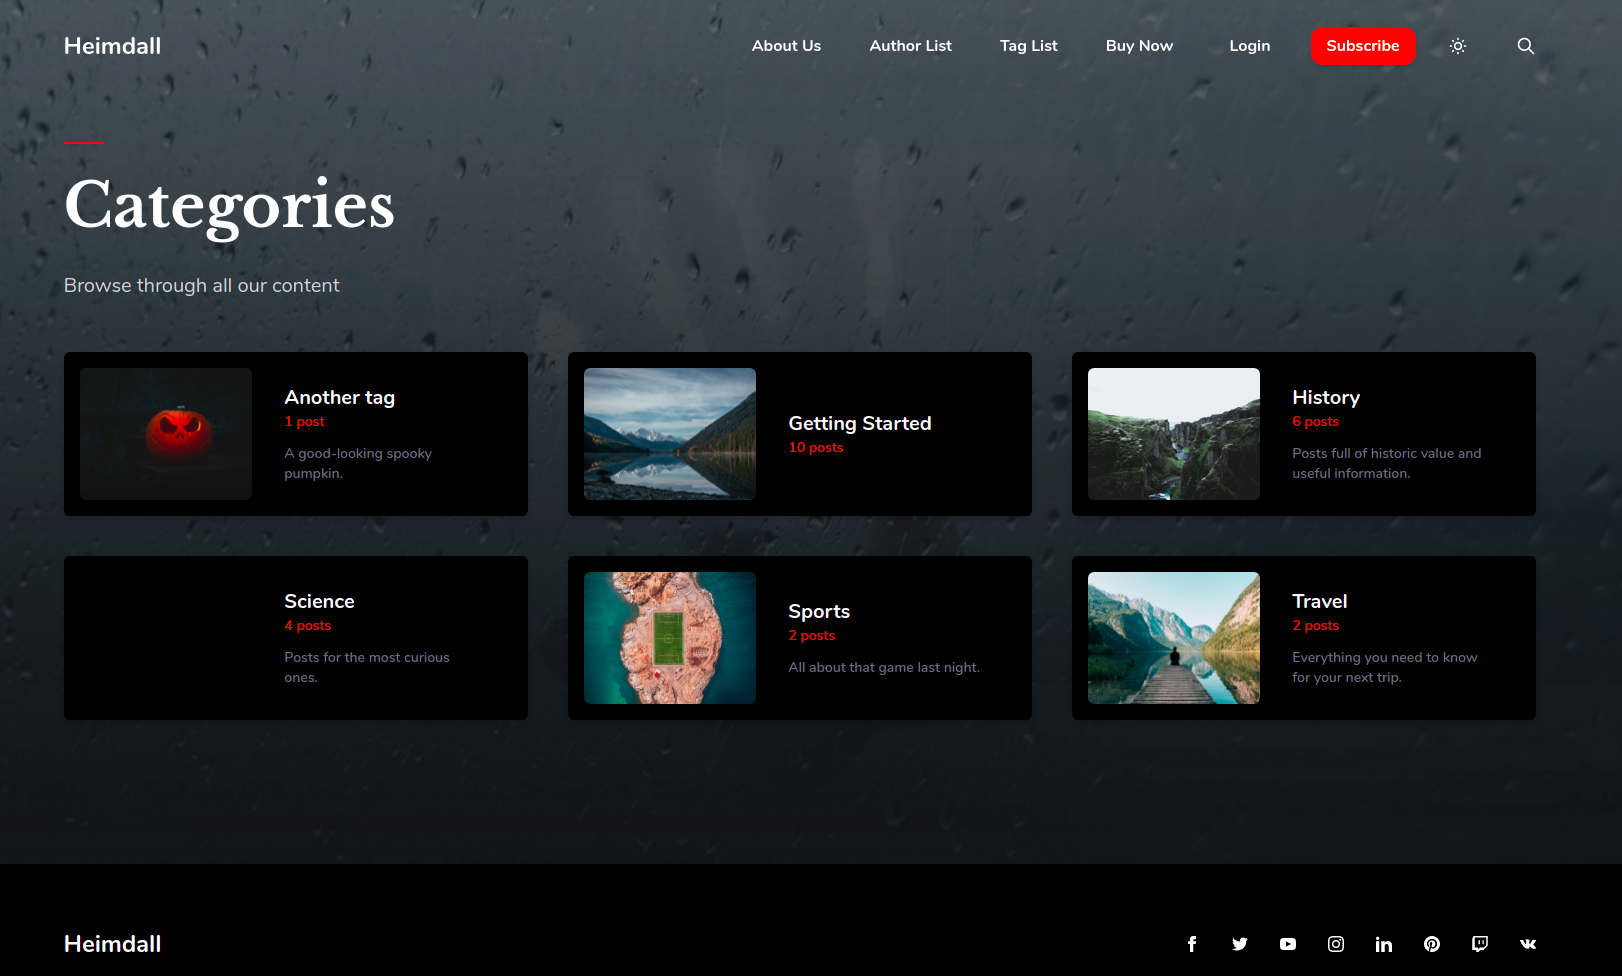 Heimdall
About Us
Author List
Tag List
Buy Now
Login
Subscribe
Categories
Browse through all our content
Another tag
1 post
A good-looking spooky
pumpkin.
Getting Started
10 posts
History
6 posts
Posts full of historic value and
useful information.
Science
4 posts
Posts for the most curious
ones.
Sports
2 posts
All about that game last night.
Travel
2 posts
Everything you need to know
for your next trip.
Heimdall